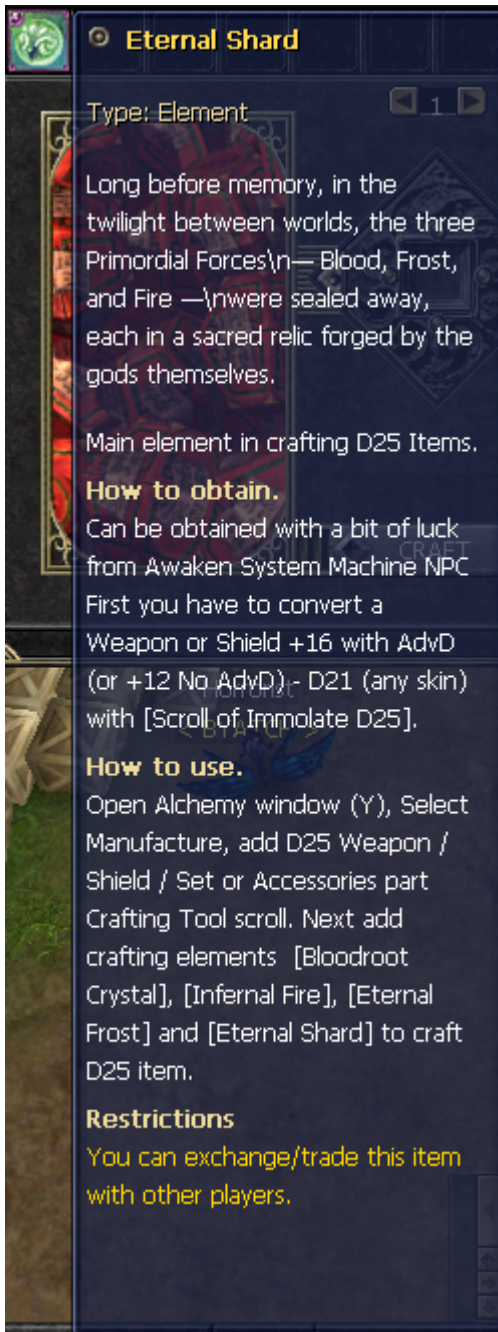 Eternal Shard
Type: Element
1
Long before memory, in the
twilight between worlds, the three
Primordial Forces\n— Blood, Frost,
and Fire —\nwere sealed away,
each in a sacred relic forged by the
gods themselves.
Main element in crafting D25 Items.
How to obtain.
Can be obtained with a bit of luck
CRAFT
from Awaken System Machine NPC
First you have to convert a
Weapon or Shield +16 with AdvD
(or +12 No AdvD) - D21 (any skin)
with [Scroll of Immolate D25].
How to use.
Open Alchemy window (Y), Select
Manufacture, add D25 Weapon /
Shield / Set or Accessories part
Crafting Tool scroll. Next add
crafting elements  [Bloodroot
Crystal], [Infernal Fire], [Eternal
Frost] and [Eternal Shard] to craft
D25 item.
Restrictions
You can exchange/trade this item
with other players.